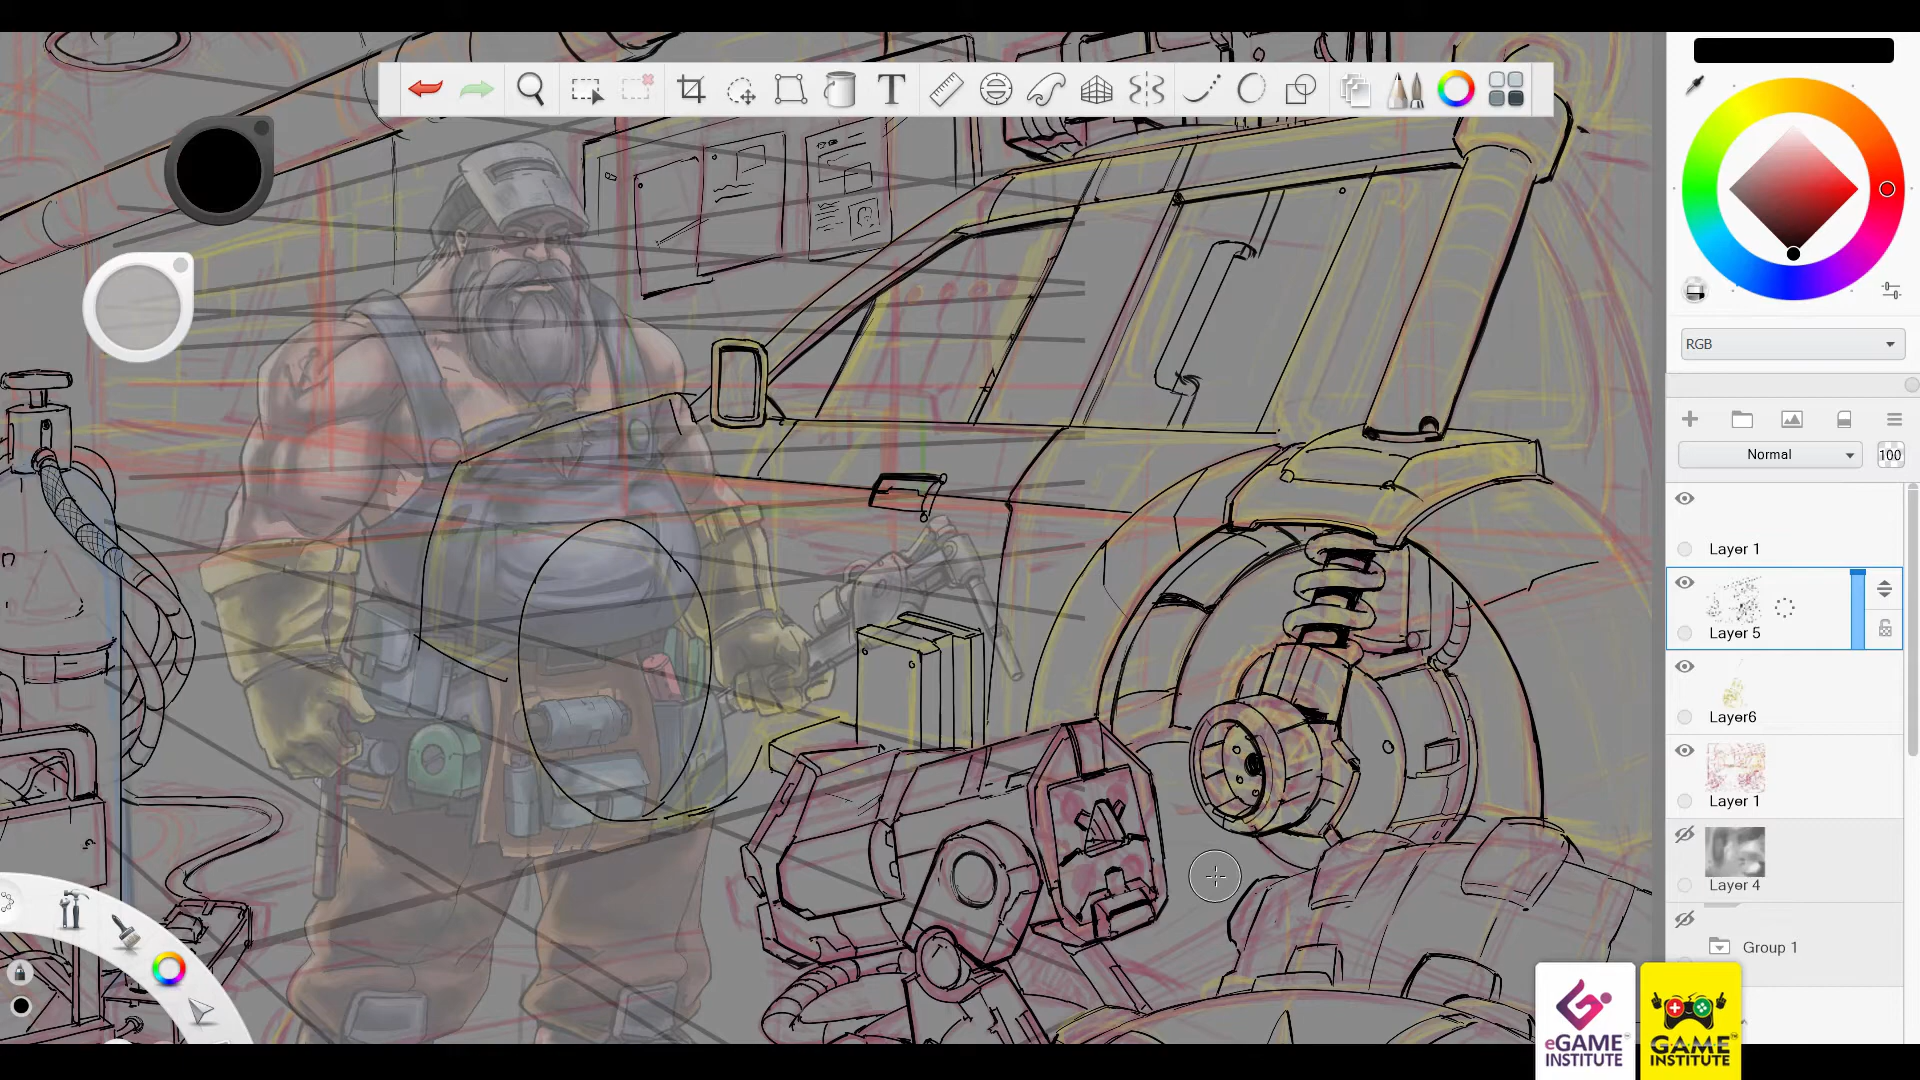 T
RGB
Normal
100
Layer 1
Layer 5
Layer6
Layer 1
Layer 4
Group 1
eGAME
INSTITUTE
GAME
INSTITUTE